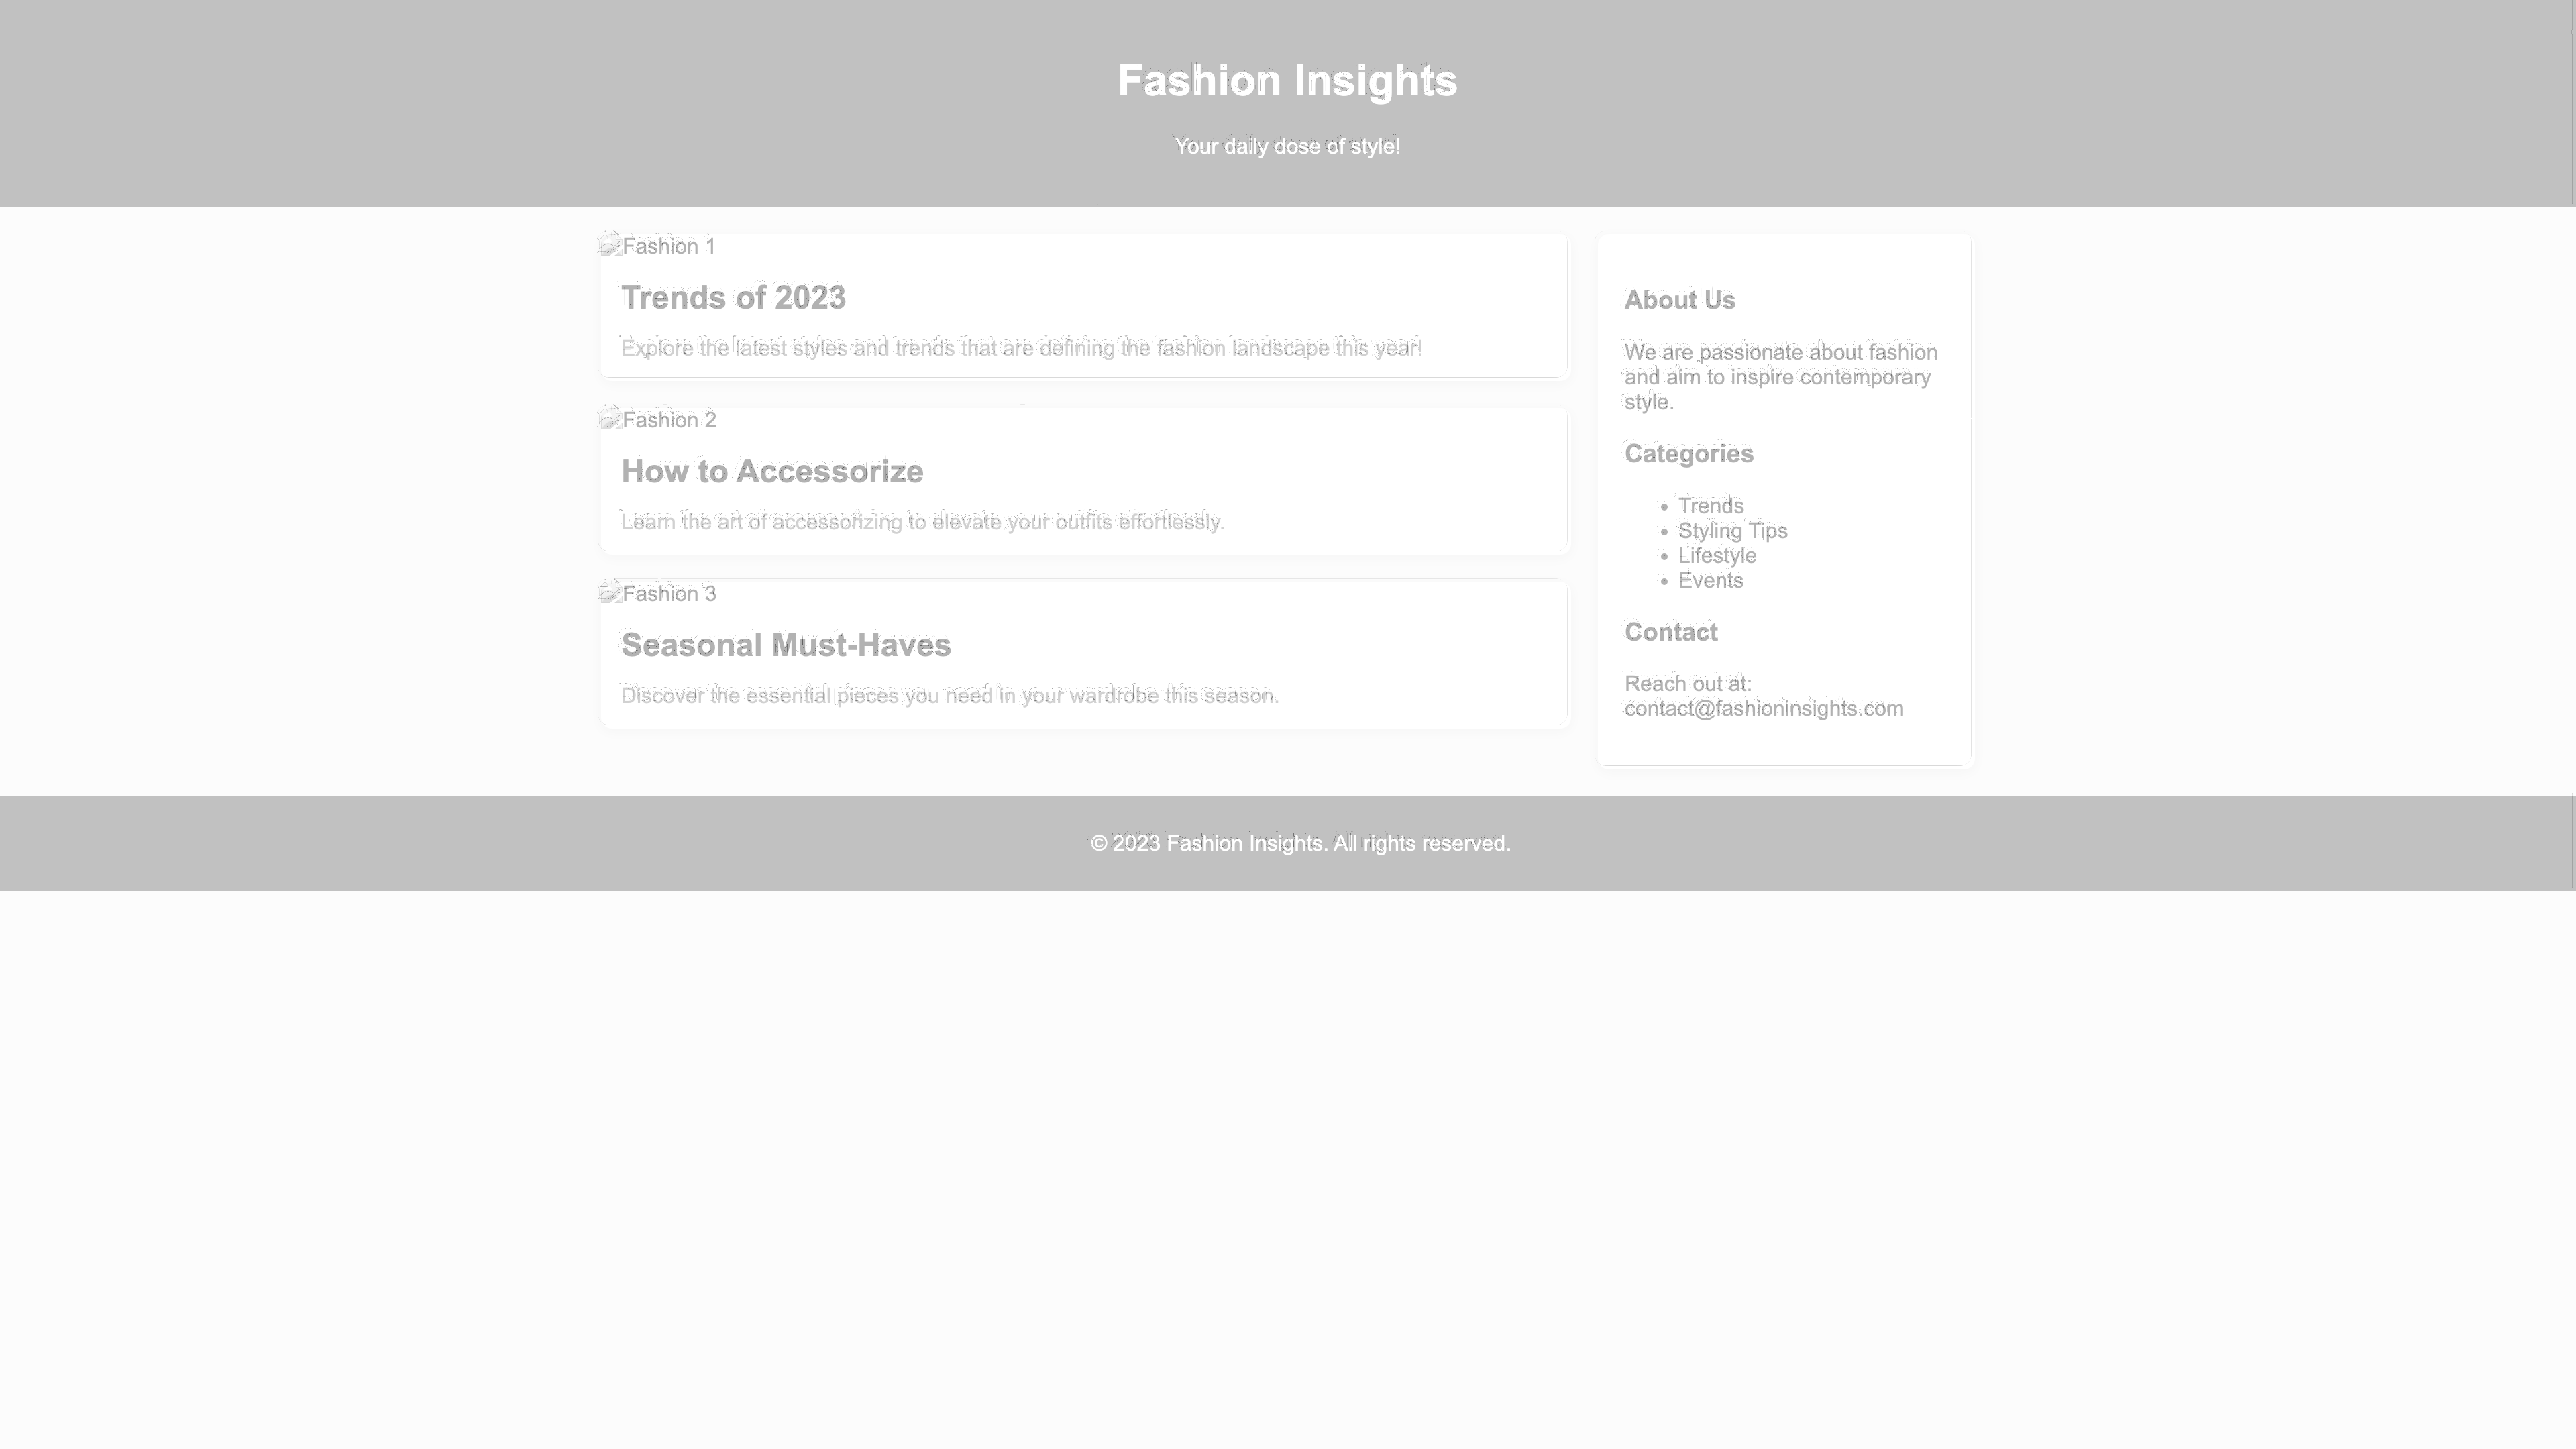 Fashion Insights
Your daily dose of style!
Fashion 1
Trends of 2023
Explore the latest styles and trends that are defining the fashion landscape this year!
Fashion 2
How to Accessorize
Learn the art of accessorizing to elevate your outfits effortlessly.
Fashion 3
Seasonal Must-Haves
Discover the essential pieces you need in your wardrobe this season.
About Us
We are passionate about fashion
and aim to inspire contemporary
style.
Categories
• Trends
• Styling Tips
• Lifestyle
• Events
Contact
Reach out at:
contact@fashioninsights.com
© 2023 Fashion Insights. All rights reserved.